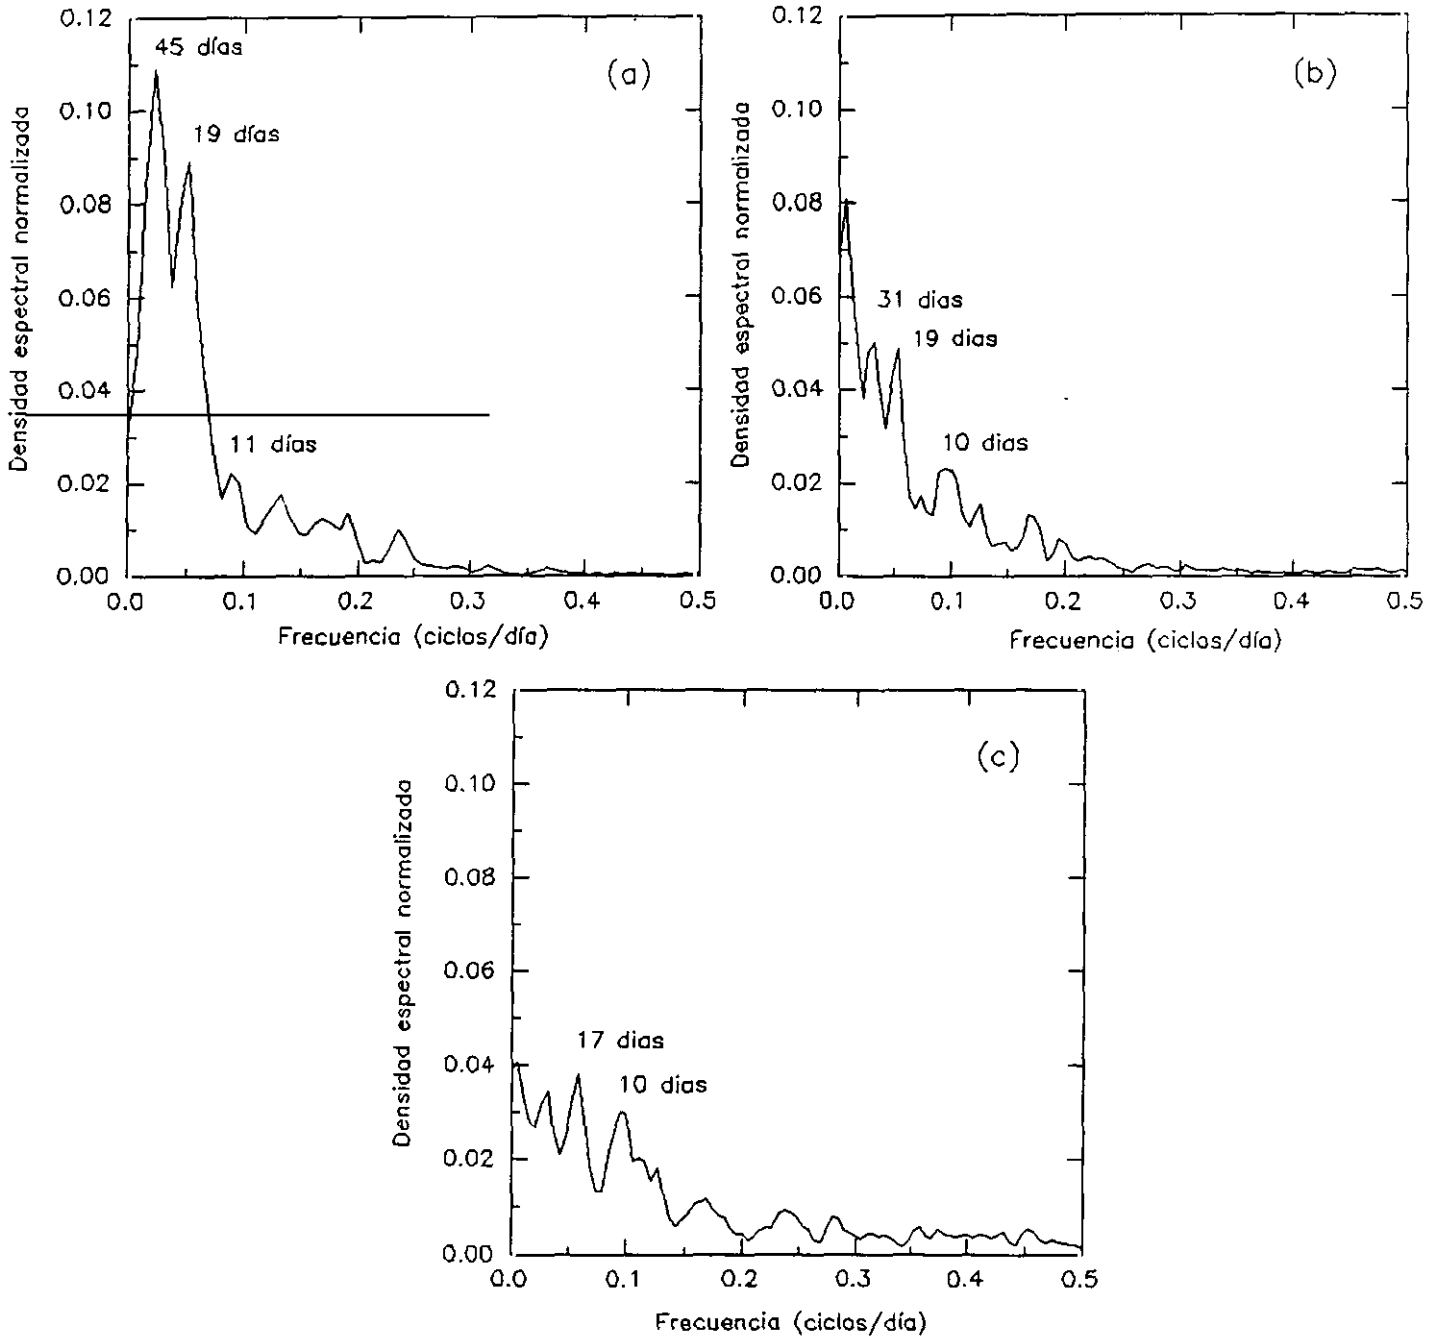 0.12
0.10
0.08
0.06
0.04
0.02
0.00
Densidad espectral normalizada
45 días
19 días
11 días
(a)
0.0 0.1 0.2 0.3 0.4 0.5
Frecuencia (ciclos/día)
0.12
0.10
0.08
0.06
0.04
0.02
0.00
Densidad espectral normalizada
31 dias
19 dias
10 dias
(b)
0.0 0.1 0.2 0.3 0.4 0.5
Frecuencia (ciclos/día)
0.12
0.10
0.08
0.06
0.04
0.02
0.00
Densidad espectral normalizada
17 dias
10 dias
(c)
0.0 0.1 0.2 0.3 0.4 0.5
Frecuencia (ciclos/día)